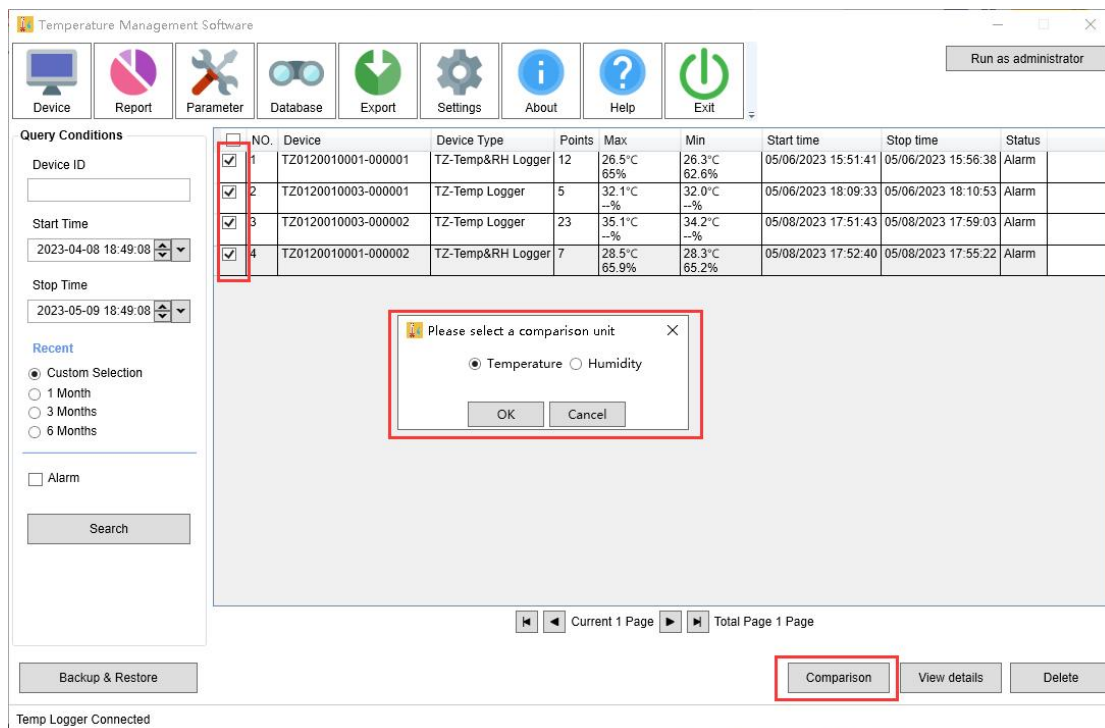 Temperature Management Software
Run as administrator
Device Report Parameter Database Export Settings About Help Exit
Query Conditions
Device ID
Start Time
2023-04-08 18:49:08
Stop Time
2023-05-09 18:49:08
Recent
Custom Selection
1 Month
3 Months
6 Months
Alarm
Search
NO. Device Device Type Points Max Min Start time Stop time Status
1 TZ0120010001-000001 TZ-Temp&RH Logger 12 26.5°C 26.3°C 05/06/2023 15:51:41 05/06/2023 15:56:38 Alarm
65% 62.6%
2 TZ0120010003-000001 TZ-Temp Logger 5 32.1°C 32.0°C 05/06/2023 18:09:33 05/06/2023 18:10:53 Alarm
--% --%
3 TZ0120010003-000002 TZ-Temp Logger 23 35.1°C 34.2°C 05/08/2023 17:51:43 05/08/2023 17:59:03 Alarm
--% --%
4 TZ0120010001-000002 TZ-Temp&RH Logger 7 28.5°C 28.3°C 05/08/2023 17:52:40 05/08/2023 17:55:22 Alarm
65.9% 65.2%
Please select a comparison unit
Temperature Humidity
OK Cancel
Current 1 Page Total Page 1 Page
Backup & Restore
Comparison View details Delete
Temp Logger Connected